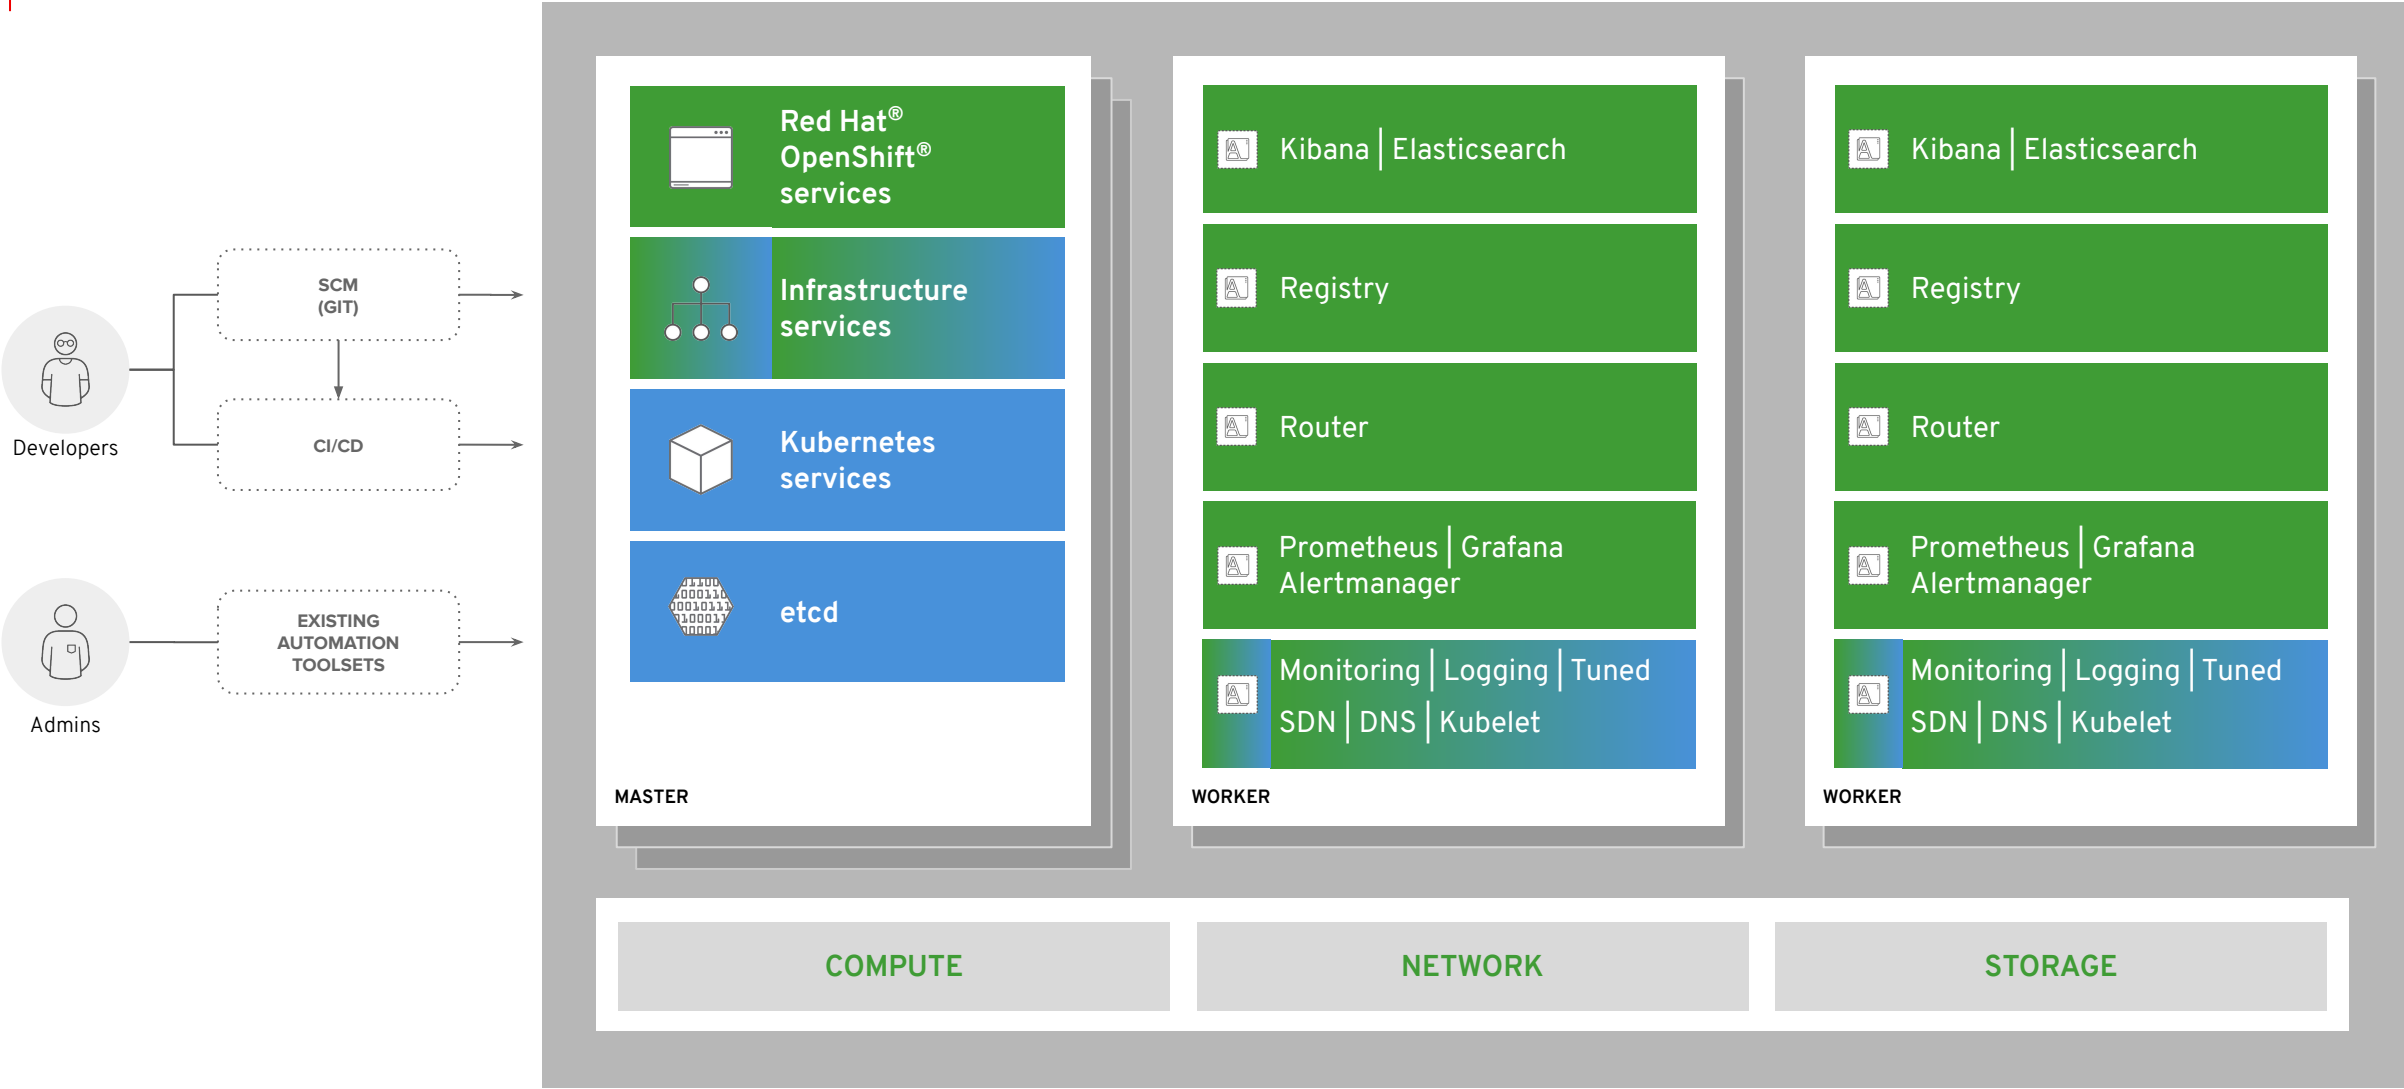 SCM
(GIT)
CI/CD
Developers
EXISTING
AUTOMATION
TOOLSETS
Admins
Red Hat®
OpenShift®
services
Infrastructure
services
Kubernetes
services
etcd
MASTER
Kibana | Elasticsearch
Registry
Router
Prometheus | Grafana
Alertmanager
Monitoring | Logging | Tuned
SDN | DNS | Kubelet
WORKER
Kibana | Elasticsearch
Registry
Router
Prometheus | Grafana
Alertmanager
Monitoring | Logging | Tuned
SDN | DNS | Kubelet
WORKER
COMPUTE
NETWORK
STORAGE